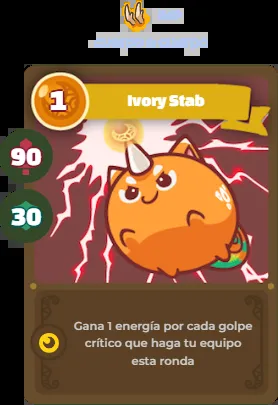 1
Ivory Stab
90
30
Gana 1 energía por cada golpe
crítico que haga tu equipo
esta ronda